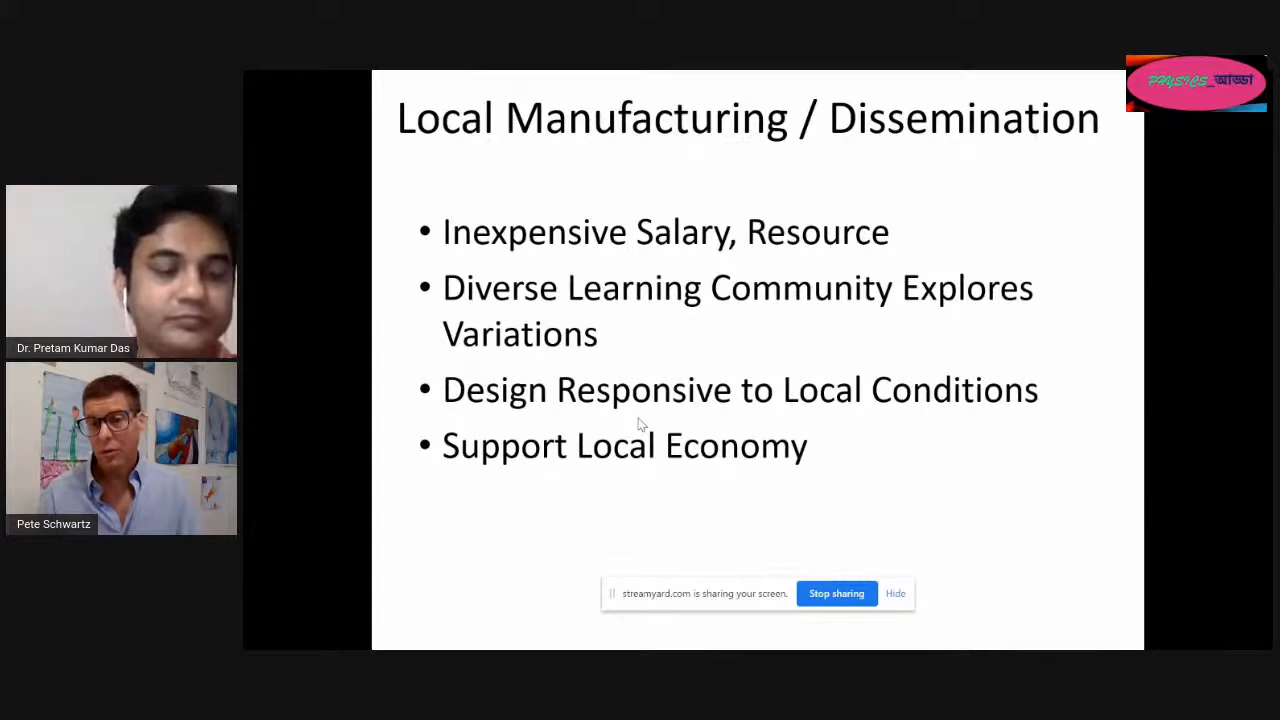 PHYSICS_আড্ডা
Local Manufacturing / Dissemination
• Inexpensive Salary, Resource
• Diverse Learning Community Explores
Variations
• Design Responsive to Local Conditions
• Support Local Economy
Dr. Pretam Kumar Das
Pete Schwartz
streamyard.com is sharing your screen.
Stop sharing
Hide